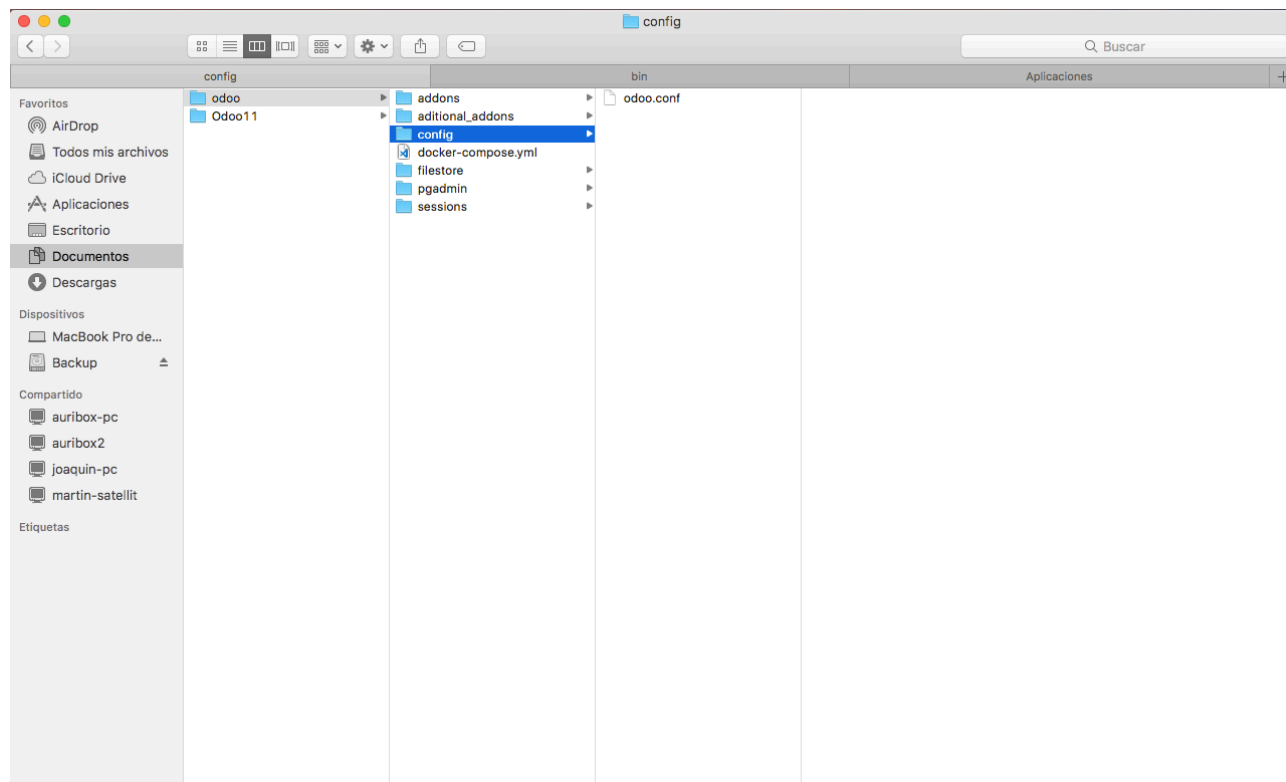 config
Buscar
config
bin
Aplicaciones
Favoritos
AirDrop
Todos mis archivos
iCloud Drive
Aplicaciones
Escritorio
Documentos
Descargas
Dispositivos
MacBook Pro de...
Backup
Compartido
auribox-pc
auribox2
joaquin-pc
martin-satellit
Etiquetas
odoo
Odoo11
addons
aditional_addons
config
docker-compose.yml
filestore
pgadmin
sessions
odoo.conf